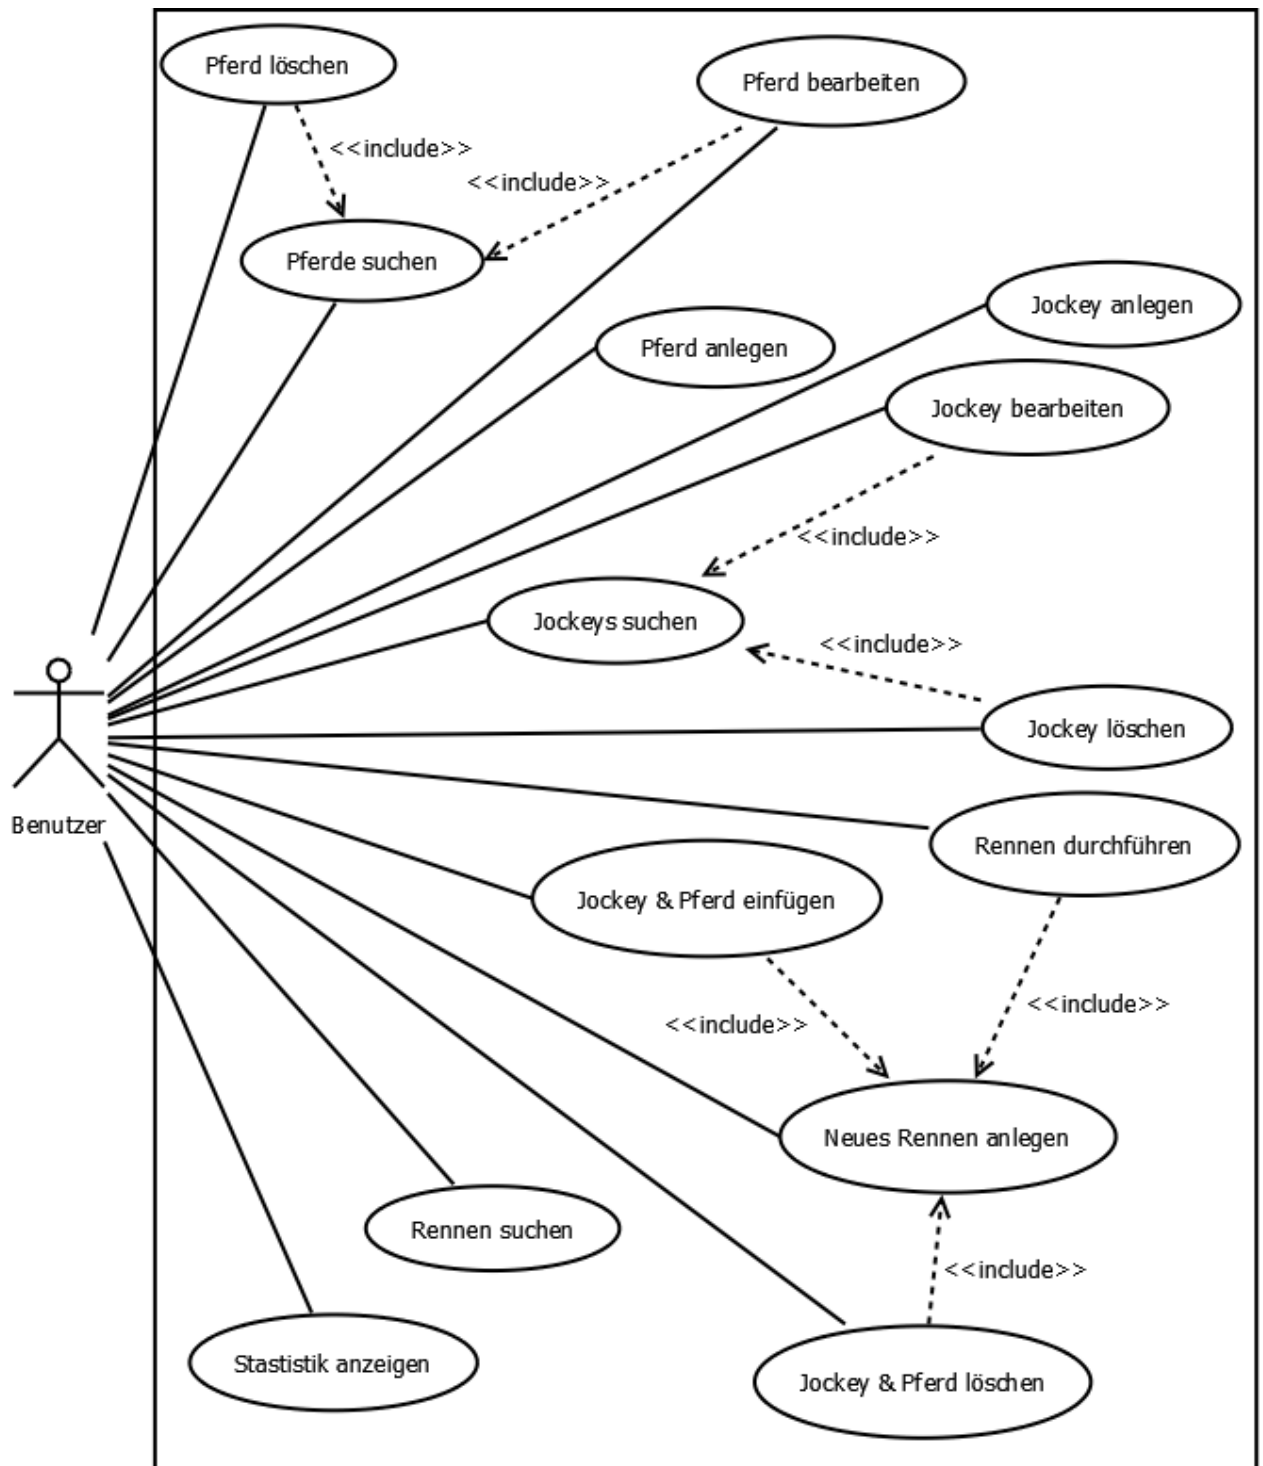 Pferd löschen
Pferd bearbeiten
<<include>>
<<include>>
Pferde suchen
Jockey anlegen
Pferd anlegen
Jockey bearbeiten
<<include>>
Jockeys suchen
<<include>>
Jockey löschen
Benutzer
Rennen durchführen
Jockey & Pferd einfügen
<<include>>
<<include>>
Neues Rennen anlegen
Rennen suchen
<<include>>
Stastistik anzeigen
Jockey & Pferd löschen